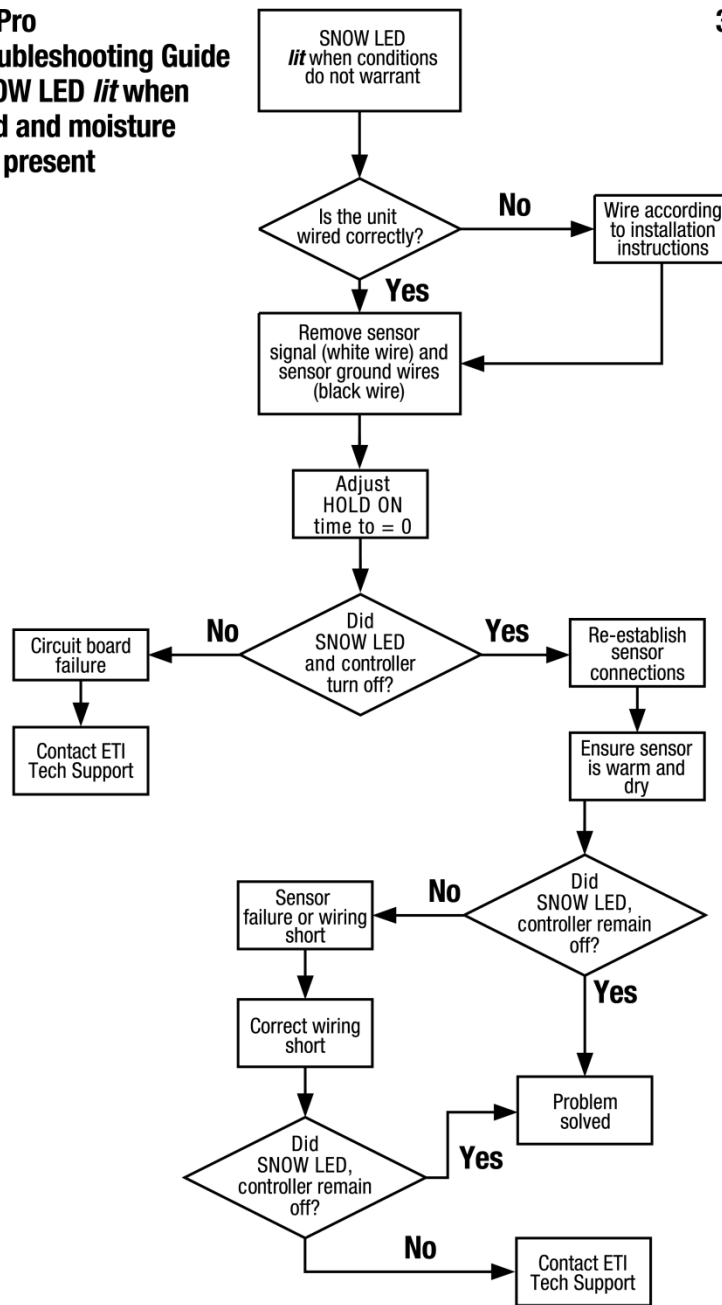 Pro
ubleshooting Guide
OW LED lit when
d and moisture
present
3
SNOW LED
lit when conditions
do not warrant
Is the unit
wired correctly?
No
Wire according
to installation
instructions
Yes
Remove sensor
signal (white wire) and
sensor ground wires
(black wire)
Adjust
HOLD ON
time to = 0
Did
SNOW LED
and controller
turn off?
No
Yes
Circuit board
failure
Contact ETI
Tech Support
Re-establish
sensor
connections
Ensure sensor
is warm and
dry
Did
SNOW LED,
controller remain
off?
No
Yes
Sensor
failure or wiring
short
Correct wiring
short
Problem
solved
Did
SNOW LED,
controller remain
off?
Yes
No
Contact ETI
Tech Support